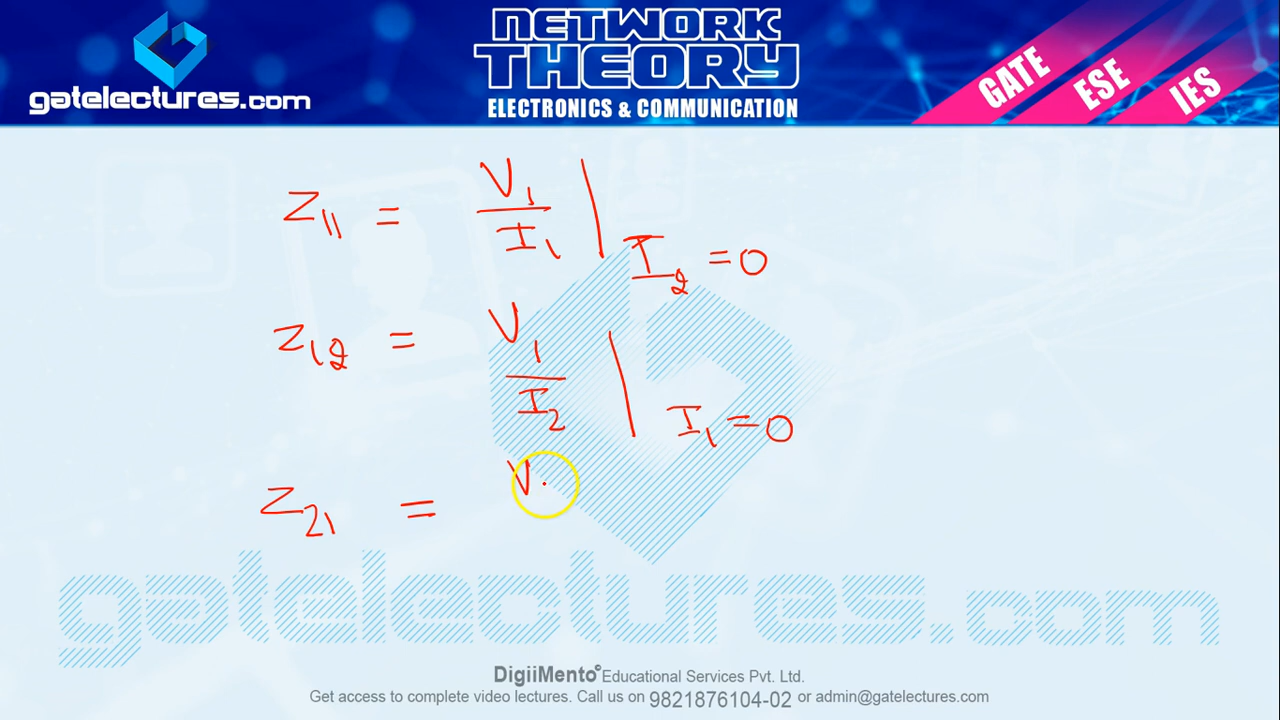 gatelectures.com
NETWORK
THEORY
ELECTRONICS & COMMUNICATION
GATE
ESE
IES
Z11 = V1/I1 | I2 = 0
Z12 = V1/I2 | I1 = 0
Z21 = V
gatelectures.com
DigiiMento© Educational Services Pvt. Ltd.
Get access to complete video lectures. Call us on 9821876104-02 or admin@gatelectures.com